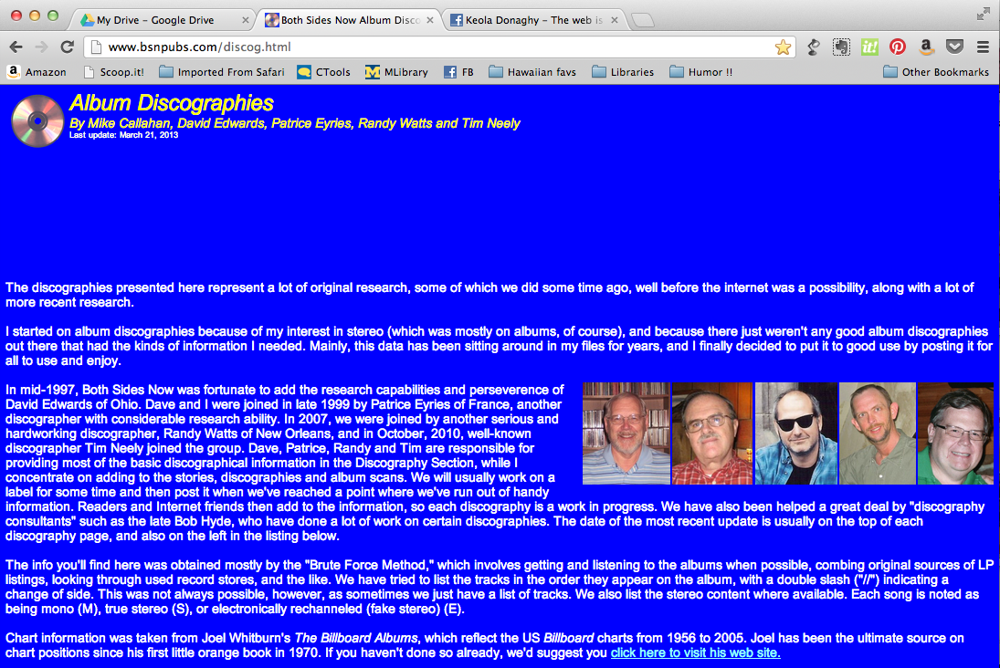 My Drive - Google Drive
Both Sides Now Album Disco
Keola Donaghy - The web is
www.bsnpubs.com/discog.html
Amazon
Scoop.it!
Imported From Safari
CTools
MLibrary
FB
Hawaiian favs
Libraries
Humor !!
Other Bookmarks
Album Discographies
By Mike Callahan, David Edwards, Patrice Eyries, Randy Watts and Tim Neely
Last update: March 21, 2013
The discographies presented here represent a lot of original research, some of which we did some time ago, well before the internet was a possibility, along with a lot of
more recent research.
I started on album discographies because of my interest in stereo (which was mostly on albums, of course), and because there just weren't any good album discographies
out there that had the kinds of information I needed. Mainly, this data has been sitting around in my files for years, and I finally decided to put it to good use by posting it for
all to use and enjoy.
In mid-1997, Both Sides Now was fortunate to add the research capabilities and perseverence of
David Edwards of Ohio. Dave and I were joined in late 1999 by Patrice Eyries of France, another
discographer with considerable research ability. In 2007, we were joined by another serious and
hardworking discographer, Randy Watts of New Orleans, and in October, 2010, well-known
discographer Tim Neely joined the group. Dave, Patrice, Randy and Tim are responsible for
providing most of the basic discographical information in the Discography Section, while I
concentrate on adding to the stories, discographies and album scans. We will usually work on a
label for some time and then post it when we've reached a point where we've run out of handy
information. Readers and Internet friends then add to the information, so each discography is a work in progress. We have also been helped a great deal by "discography
consultants" such as the late Bob Hyde, who have done a lot of work on certain discographies. The date of the most recent update is usually on the top of each
discography page, and also on the left in the listing below.
The info you'll find here was obtained mostly by the "Brute Force Method," which involves getting and listening to the albums when possible, combing original sources of LP
listings, looking through used record stores, and the like. We have tried to list the tracks in the order they appear on the album, with a double slash ("//") indicating a
change of side. This was not always possible, however, as sometimes we just have a list of tracks. We also list the stereo content where available. Each song is noted as
being mono (M), true stereo (S), or electronically rechanneled (fake stereo) (E).
Chart information was taken from Joel Whitburn's The Billboard Albums, which reflect the US Billboard charts from 1956 to 2005. Joel has been the ultimate source on
chart positions since his first little orange book in 1970. If you haven't done so already, we'd suggest you click here to visit his web site.